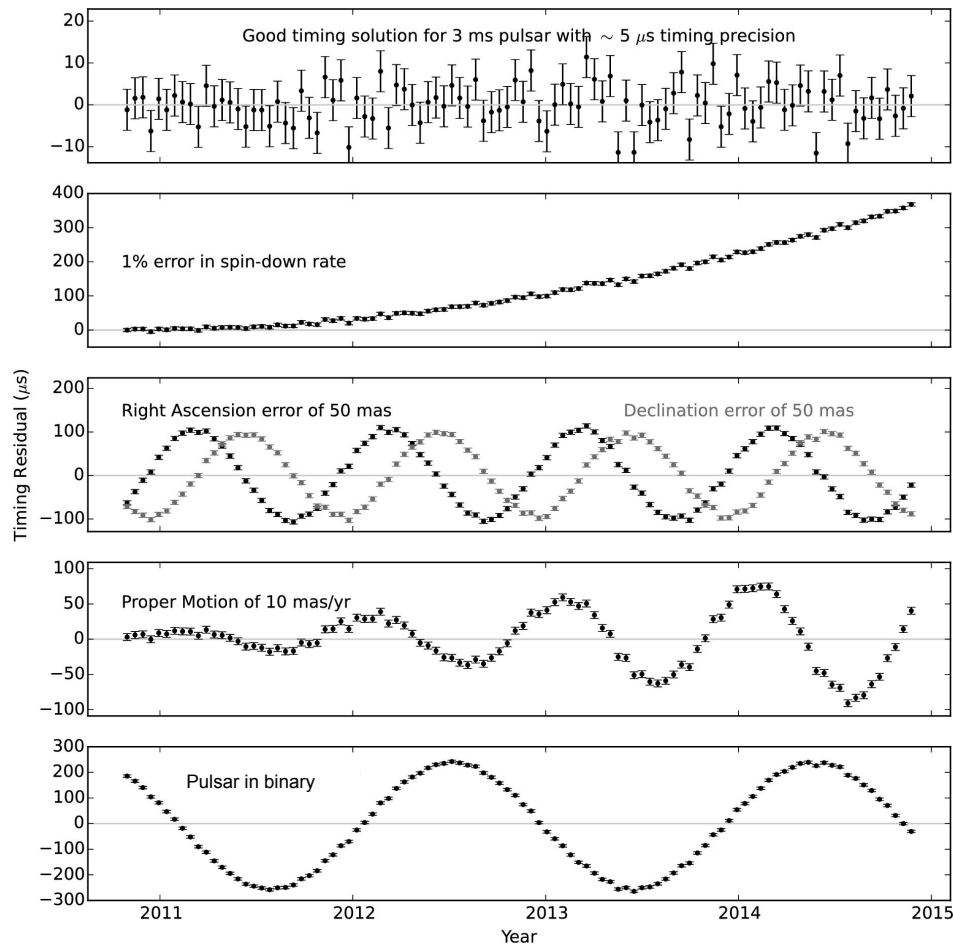 Good timing solution for 3 ms pulsar with ∼ 5 μs timing precision
20
10
0
−10
1% error in spin-down rate
400
300
200
100
0
Timing Residual (μs)
Right Ascension error of 50 mas
Declination error of 50 mas
200
100
0
−100
Proper Motion of 10 mas/yr
100
50
0
−50
−100
Pulsar in binary
300
200
100
0
−100
−200
−300
2011 2012 2013 2014 2015
Year